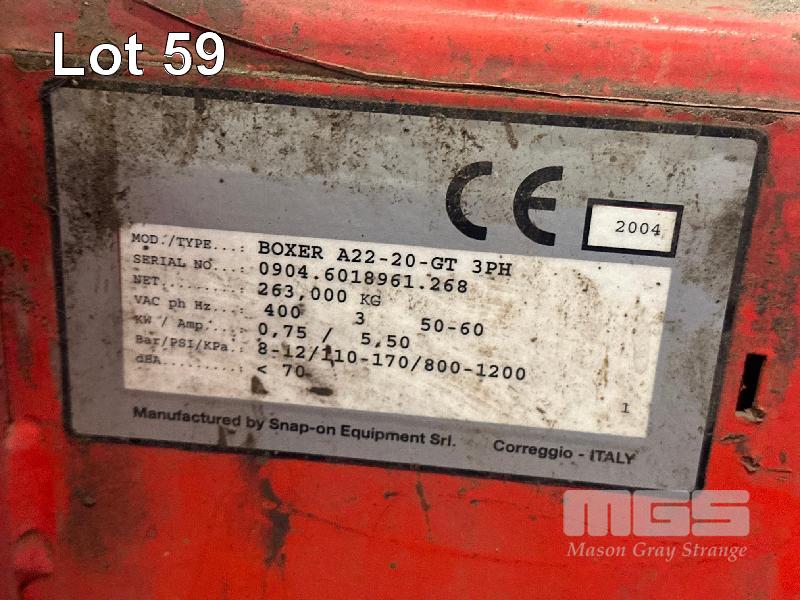 Lot 59
CE
2004
MOD./TYPE...: BOXER A22-20-GT 3PH
SERIAL NO...: 0904.6018961.268
NET.........: 263,000 KG
VAC ph Hz...: 400 3 50-60
KW / Amp....: 0,75 / 5,50
Bar/PSI/KPa.: 8-12/110-170/800-1200
dBA.........: < 70
I
Manufactured by Snap-on Equipment Srl. Correggio - ITALY
MGS
Mason Gray Strange